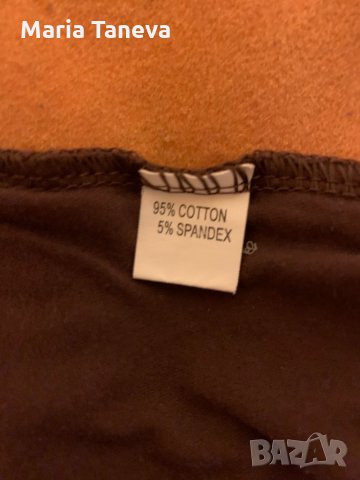 Maria Taneva
95% COTTON
5% SPANDEX
BAZAR